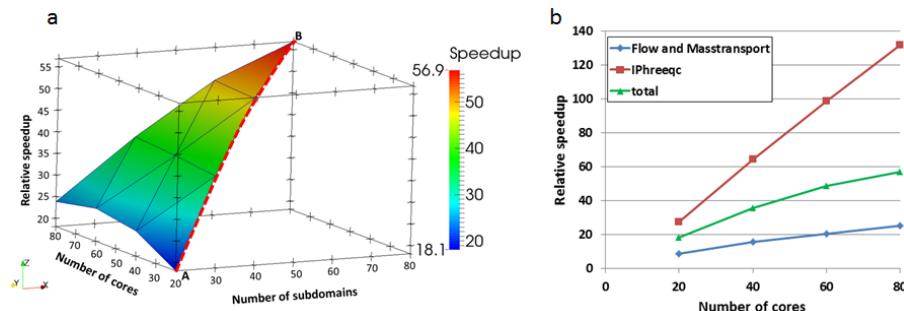 a
B
Speedup
56.9
50
40
30
20
18.1
55
50
45
40
35
30
25
20
Relative speedup
80
70
60
50
40
30
20
Number of cores
A
30
40
50
60
70
80
Number of subdomains
Z
Y
X
b
140
120
100
80
60
40
20
0
Relative speedup
Flow and Masstransport
IPhreeqc
total
0
20
40
60
80
Number of cores